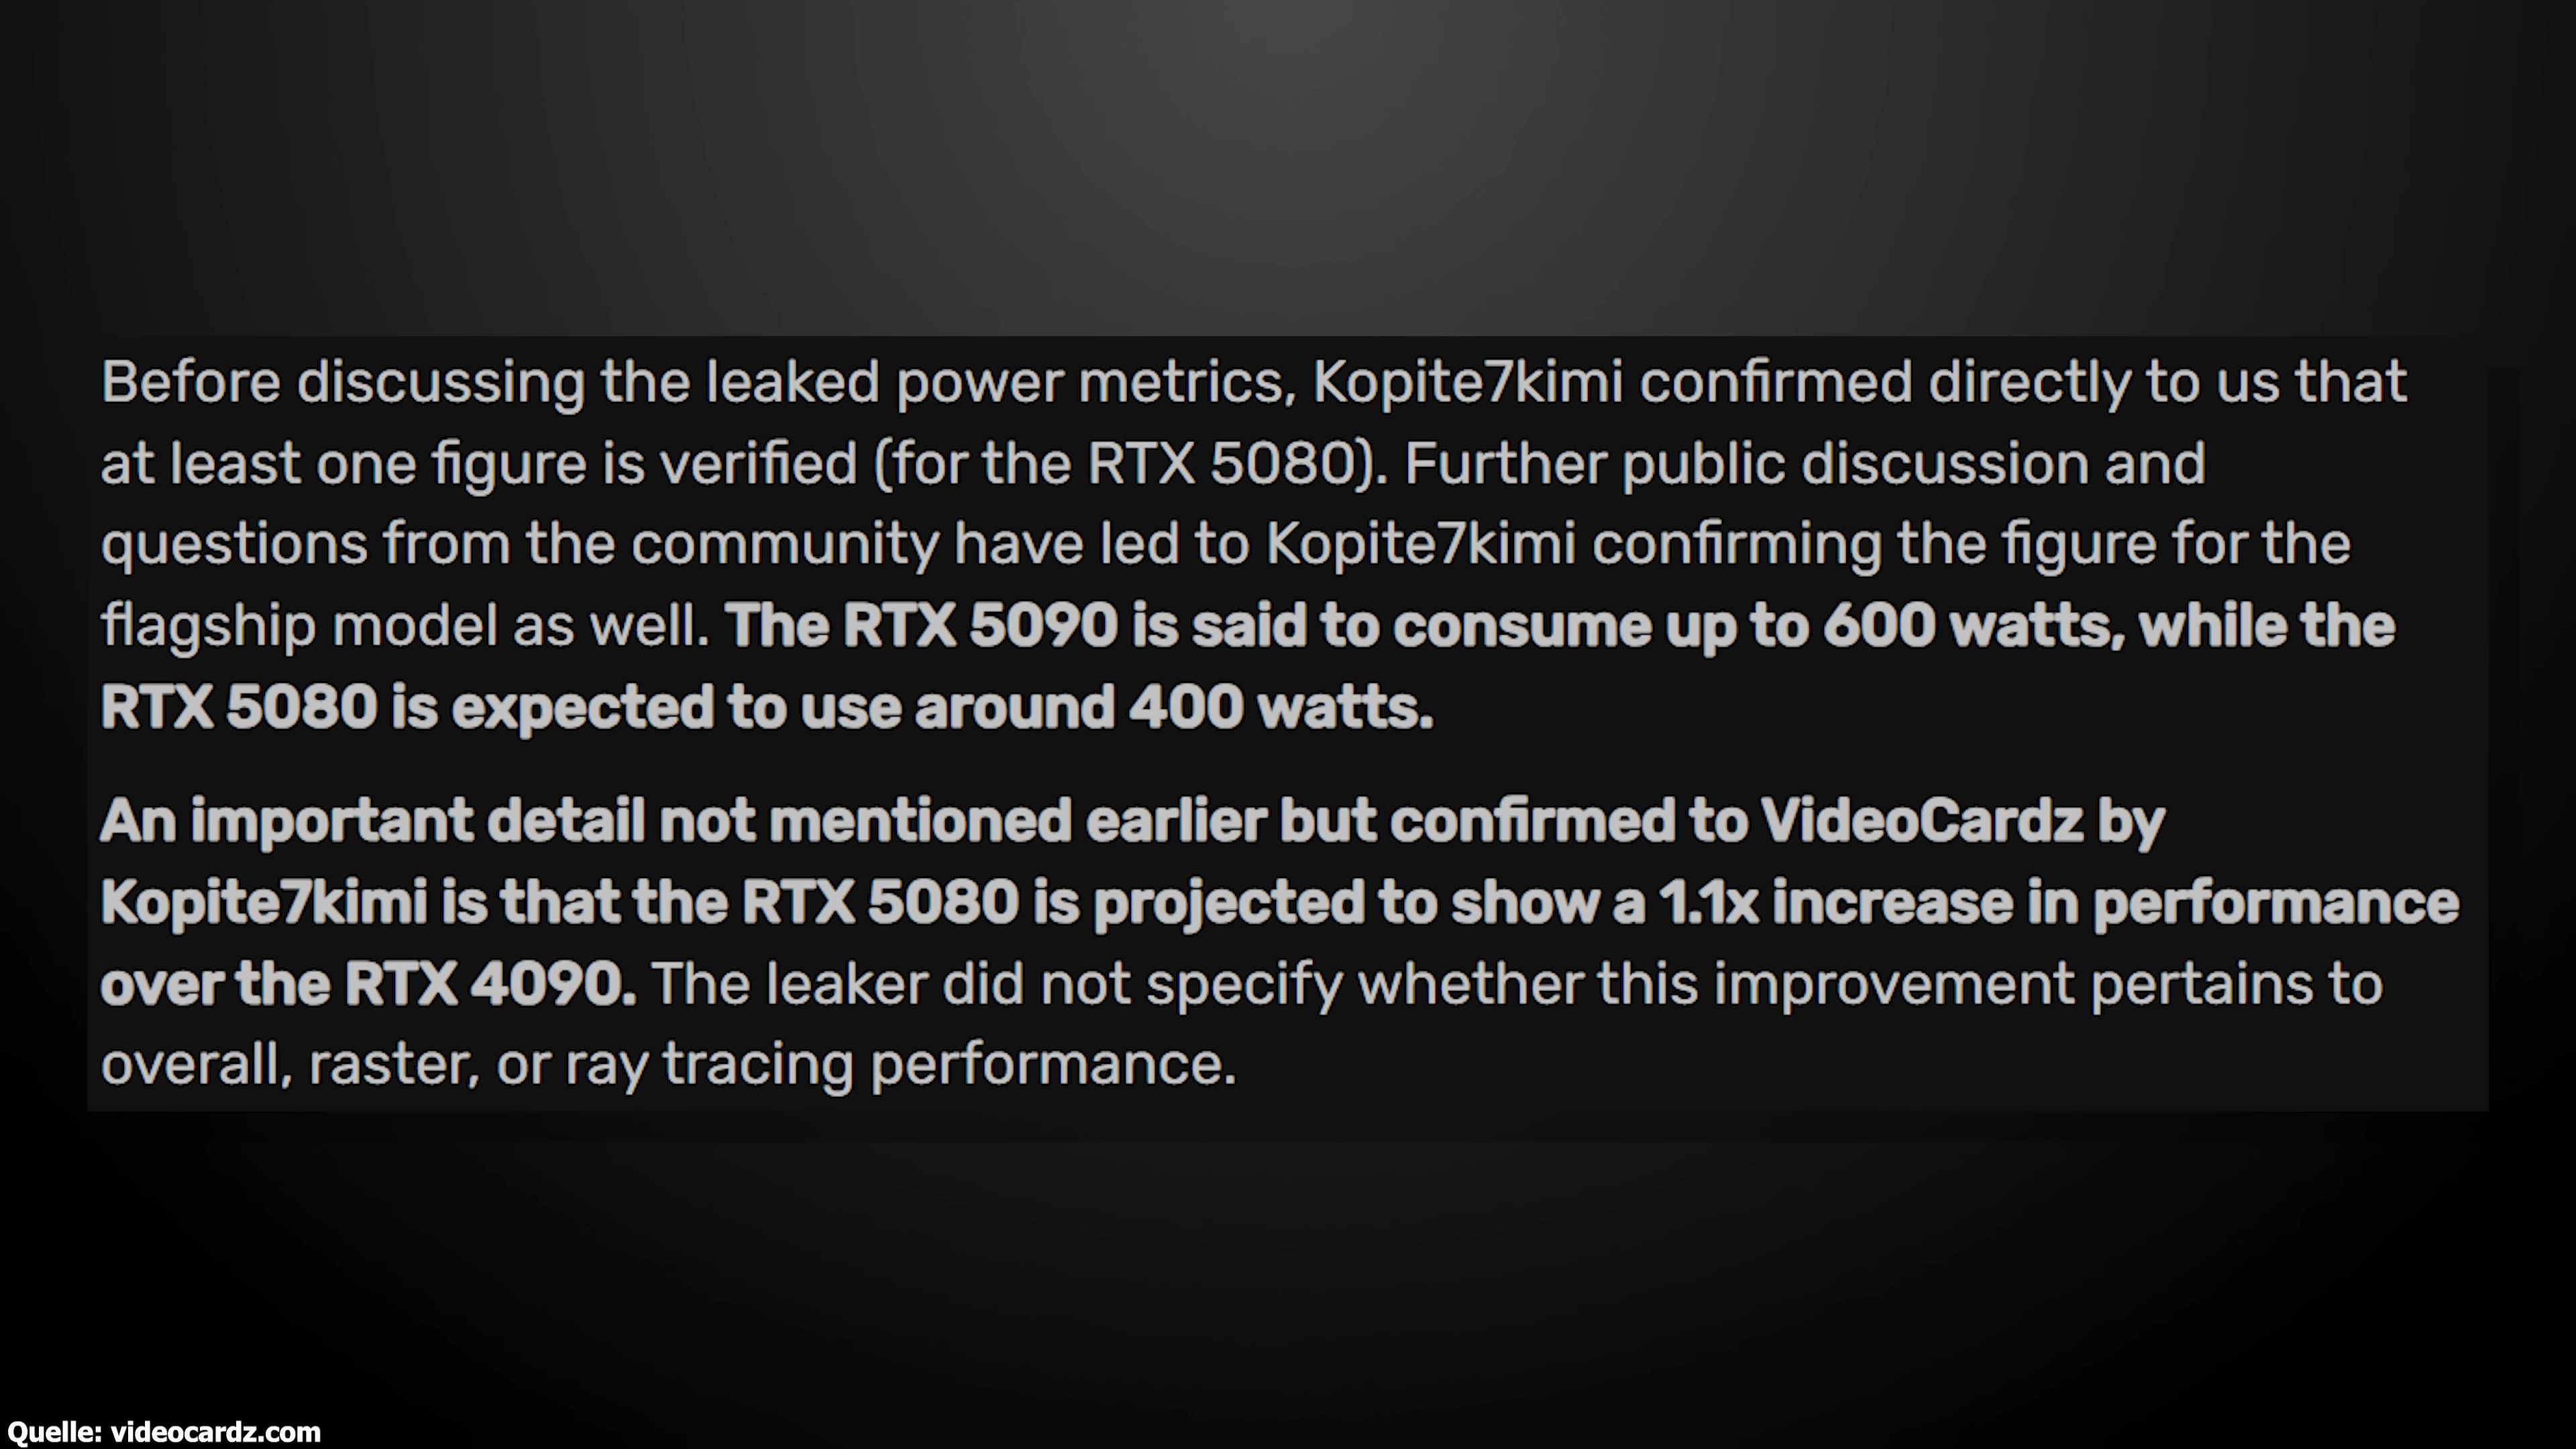 Before discussing the leaked power metrics, Kopite7kimi confirmed directly to us that
at least one figure is verified (for the RTX 5080). Further public discussion and
questions from the community have led to Kopite7kimi confirming the figure for the
flagship model as well. The RTX 5090 is said to consume up to 600 watts, while the
RTX 5080 is expected to use around 400 watts.
An important detail not mentioned earlier but confirmed to VideoCardz by
Kopite7kimi is that the RTX 5080 is projected to show a 1.1x increase in performance
over the RTX 4090. The leaker did not specify whether this improvement pertains to
overall, raster, or ray tracing performance.
Quelle: videocardz.com